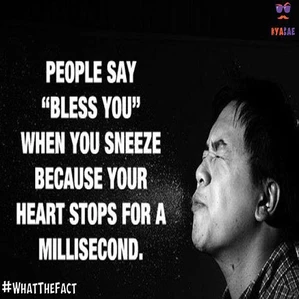 PEOPLE SAY
“BLESS YOU”
WHEN YOU SNEEZE
BECAUSE YOUR
HEART STOPS FOR A
MILLISECOND.
#WHATTHEFACT